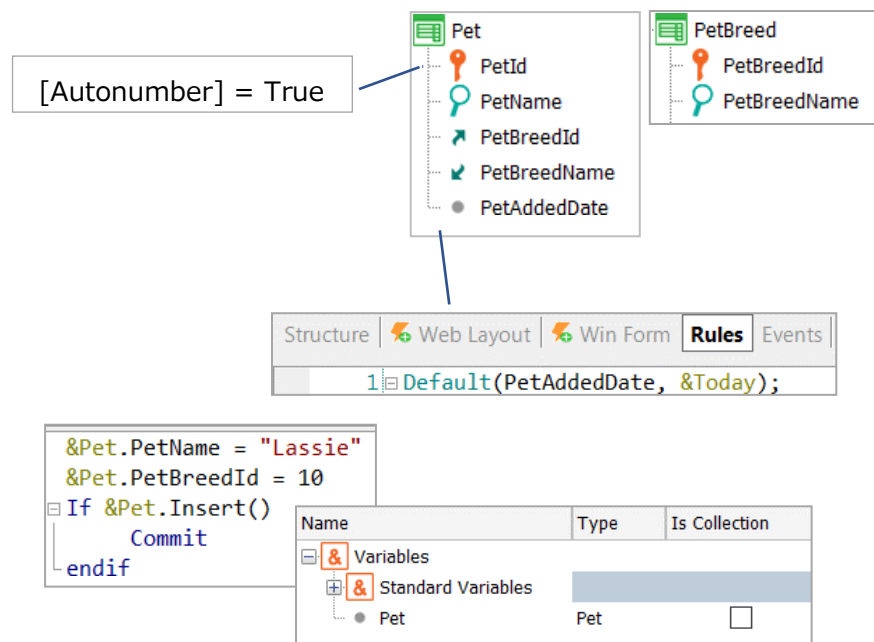 Pet
PetId
PetName
PetBreedId
PetBreedName
PetAddedDate
PetBreed
PetBreedId
PetBreedName
[Autonumber] = True
Structure Web Layout Win Form Rules Events
1 Default(PetAddedDate, &Today);
&Pet.PetName = "Lassie"
&Pet.PetBreedId = 10
If &Pet.Insert()
Commit
endif
Name Type Is Collection
& Variables
& Standard Variables
Pet Pet